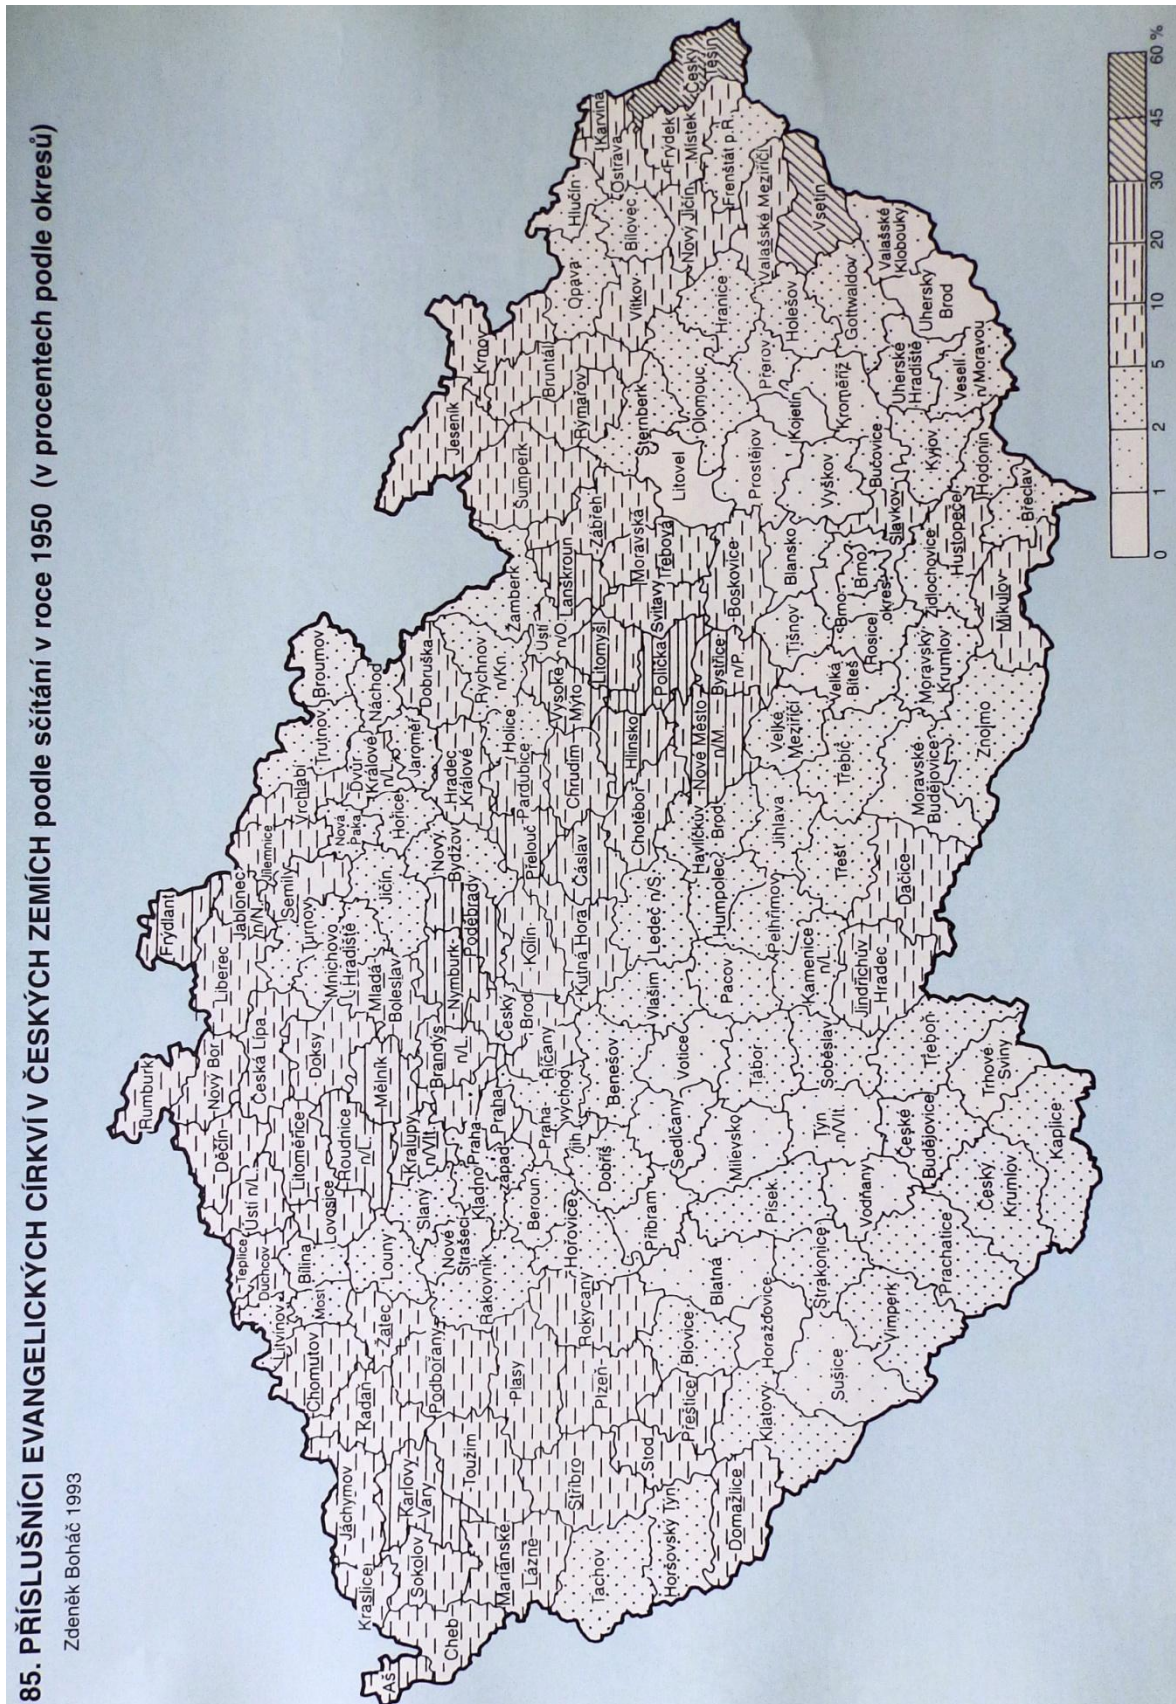 85. PŘÍSLUŠNÍCI EVANGELICKÝCH CÍRKVÍ V ČESKÝCH ZEMÍCH podle sčítání v roce 1950 (v procentech podle okresů)
Zdeněk Boháč 1993
Aš
Cheb
Kraslice
Sokolov
Mariánské
Lázně
Tachov
Jáchymov
Karlovy
Vary
Toužim
Stříbro
Horšovský Týn
Domažlice
Stod
Kadaň
Chomutov
Podbořany
Plasy
Plzeň
Přeštice
Klatovy
Žatec
Litvínov
Most
Duchcov
Teplice
Bílina
Louny
Rakovník
Rokycany
Blovice
Horažďovice
Sušice
Vimperk
Strakonice
Blatná
Prachatice
Ústí n/L.
Lovosice
Litoměřice
Děčín
Rumburk
Nový Bor
Česká Lípa
Roudnice
n/L.
Slaný
Nové
Strašecí
Kladno
Kralupy
n/Vlt.
Praha-
západ
Praha
Beroun
Hořovice
Dobříš
Příbram
Písek
Vodňany
Český
Krumlov
Kaplice
České
Budějovice
Týn
n/Vlt.
Milevsko
Sedlčany
Praha-
východ
jih
Mělník
Brandýs
n/L.
Doksy
Liberec
Frýdlant
Jablonec
n/N.
Mnichovo
Hradiště
Mladá
Boleslav
Turnov
Semily
Jilemnice
Nymburk
Poděbrady
Český
Brod
Říčany
Benešov
Votice
Tábor
Soběslav
Třeboň
Trhové
Sviny
Jindřichův
Hradec
Kamenice
n/L.
Pacov
Vlašim
Kutná Hora
Kolín
Jičín
Nová
Paka
Vrchlabí
Trutnov
Hořice
Dvůr
Králové
n/L.
Nový
Bydžov
Hradec
Králové
Jaroměř
Náchod
Broumov
Dobruška
Přelouč
Čáslav
Ledeč n/S.
Humpolec
Pelhřimov
Dačice
Třešť
Jihlava
Havlíčkův
Brod
Chotěboř
Chrudim
Pardubice
Holice
Rychnov
n/Kn.
Žamberk
Ústí
n/O.
Vysoké
Mýto
Hlinsko
Litomyšl
Polička
Nové Město
n/M.
Bystřice
n/P.
Velké
Meziříčí
Třebíč
Moravské
Budějovice
Znojmo
Moravský
Krumlov
Velká
Bíteš
Rosice
Tišnov
Brno-
okres
Brno
Blansko
Boskovice
Svitavy
Moravská
Třebová
Lanškroun
Zábřeh
Šumperk
Jeseník
Krnov
Bruntál
Rýmařov
Šternberk
Litovel
Olomouc
Prostějov
Vyškov
Bučovice
Slavkov
Židlochovice
Hustopeče
Mikulov
Břeclav
Hodonín
Kyjov
Veselí
n/Moravou
Uherské
Hradiště
Uherský
Brod
Kroměříž
Kojetín
Přerov
Holešov
Gottwaldov
Valašské
Klobouky
Vsetín
Valašské Meziříčí
Hranice
Vítkov
Opava
Hlučín
Bílovec
Nový Jičín
Ostrava
Karviná
Frýdek
Místek
Frenštát p.R.
Český
Těšín
0 1 2 5 10 20 30 45 60 %